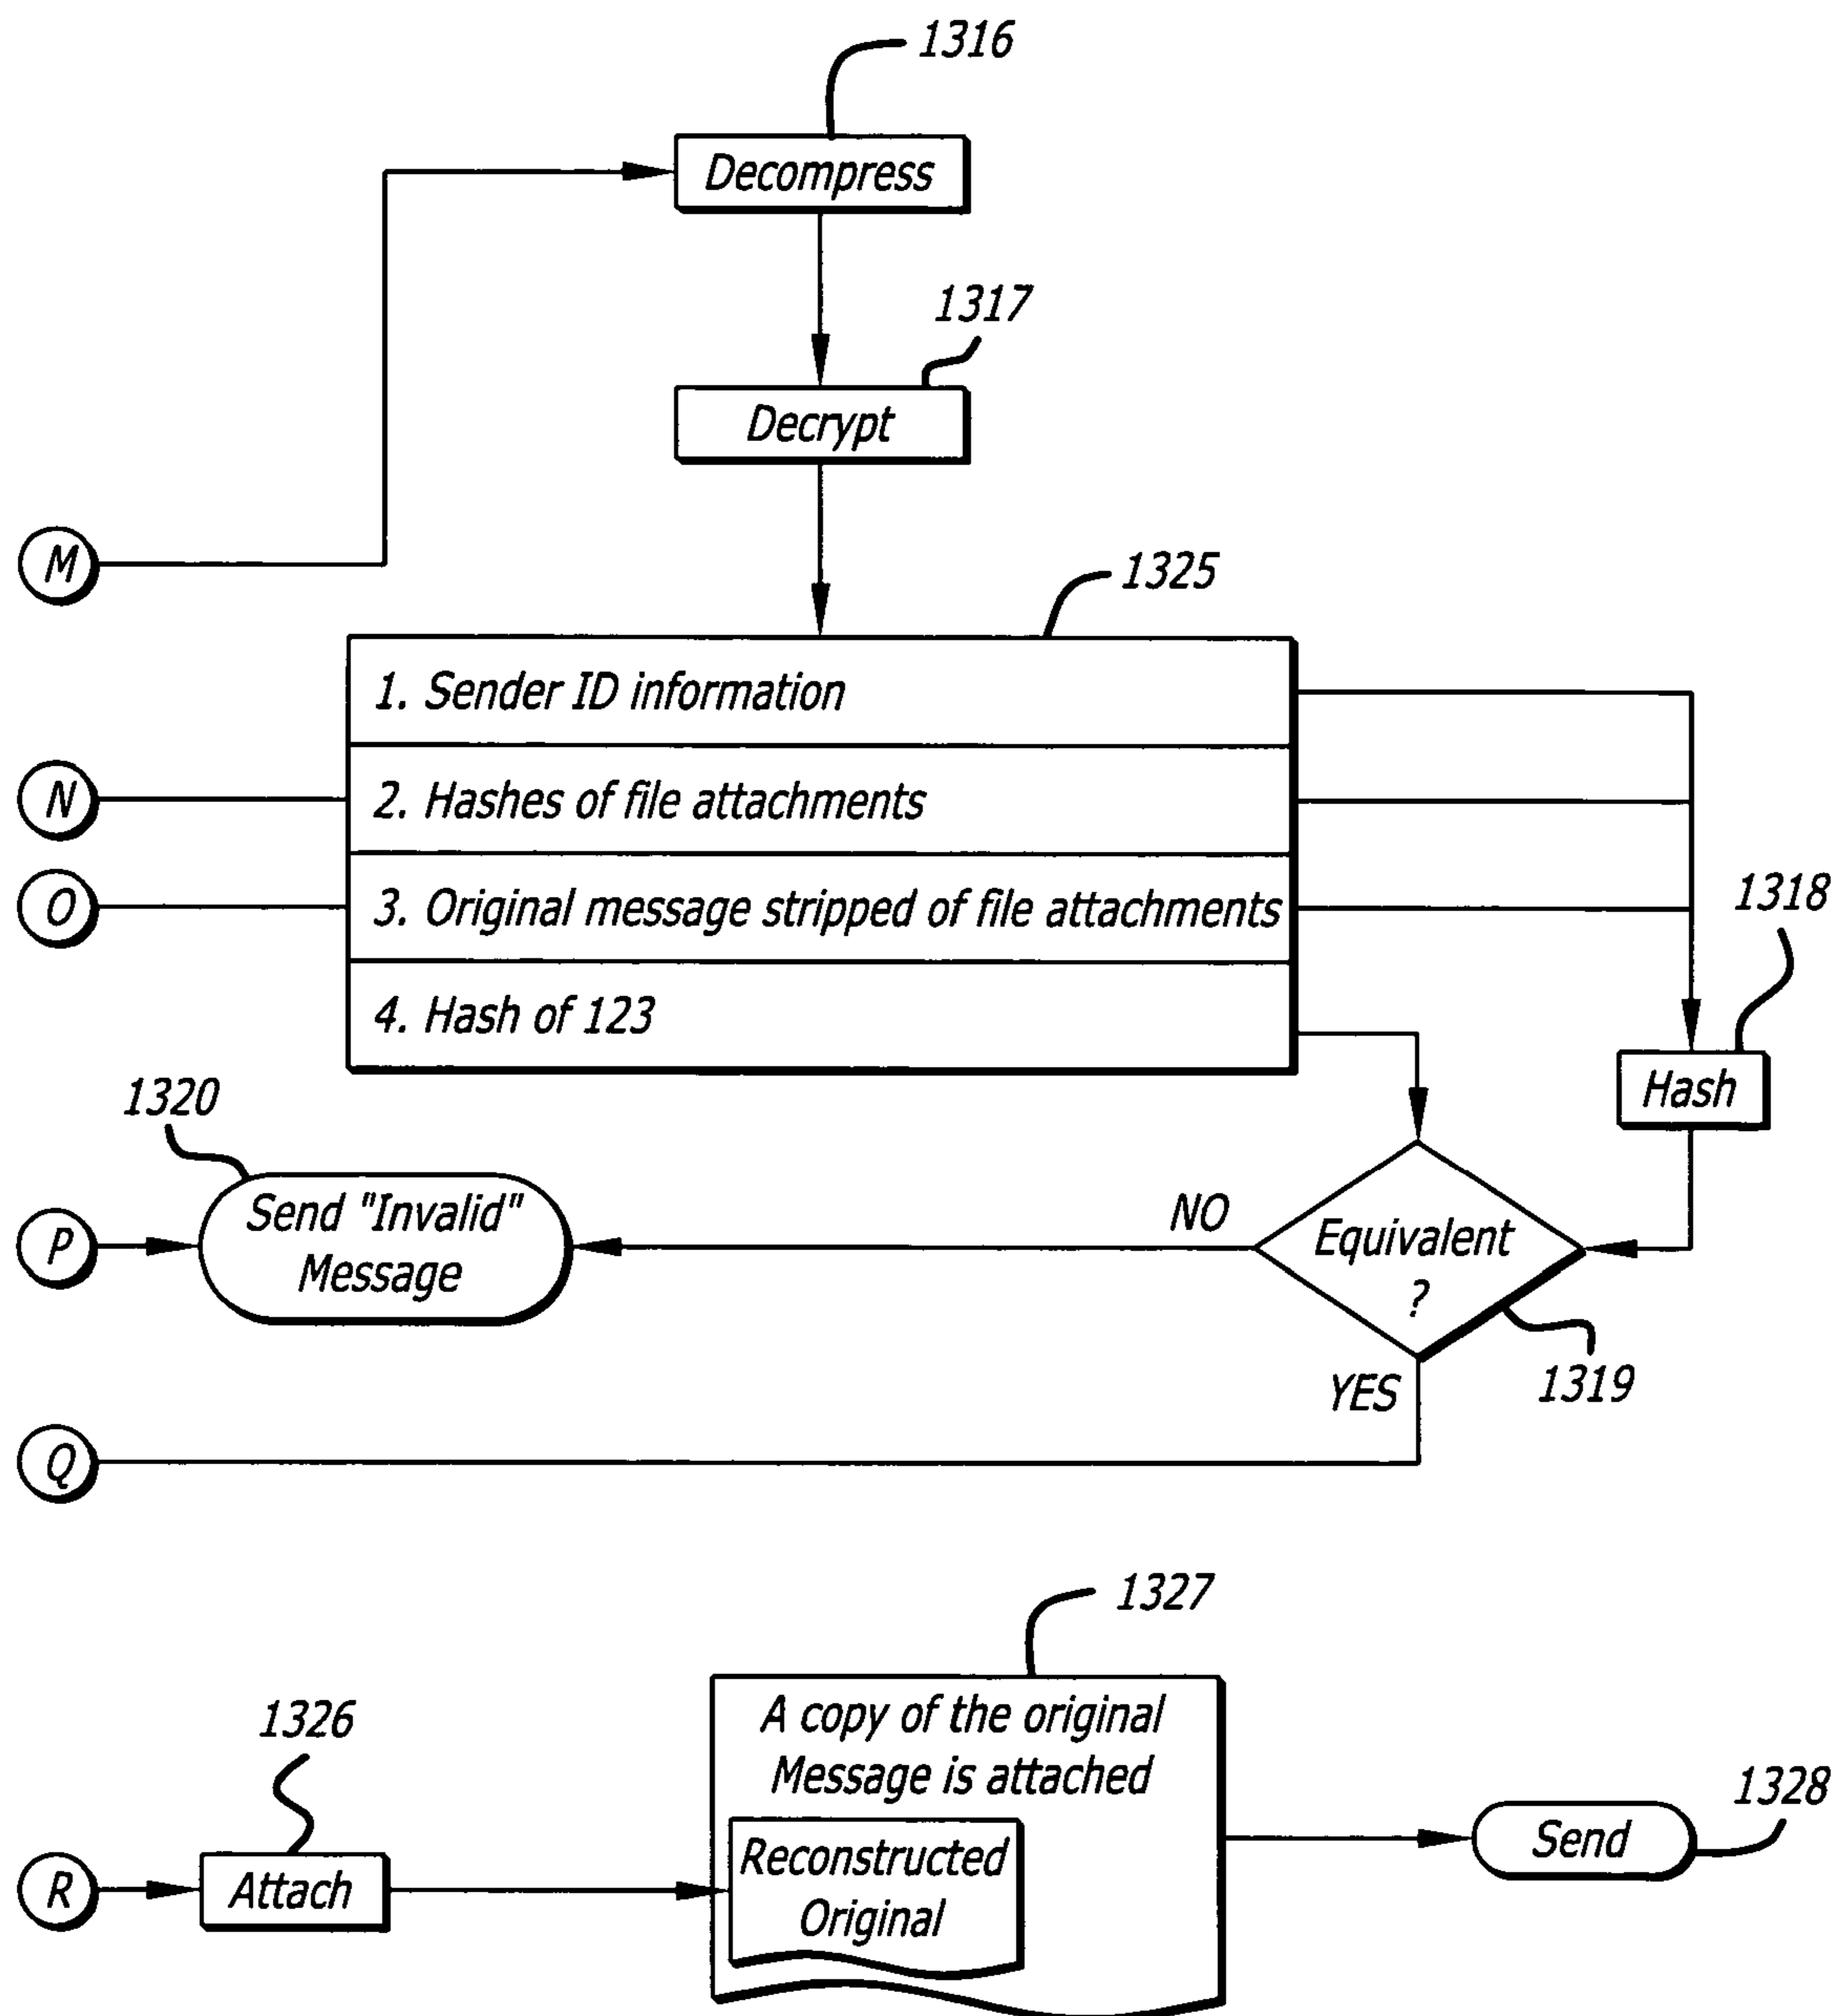 1316
Decompress
1317
Decrypt
M
1325
1. Sender ID information
N
2. Hashes of file attachments
O
3. Original message stripped of file attachments
1318
4. Hash of 123
Hash
1320
P
Send "Invalid"
Message
NO
Equivalent
?
1319
YES
Q
1327
A copy of the original
Message is attached
1326
1328
Send
R
Attach
Reconstructed
Original